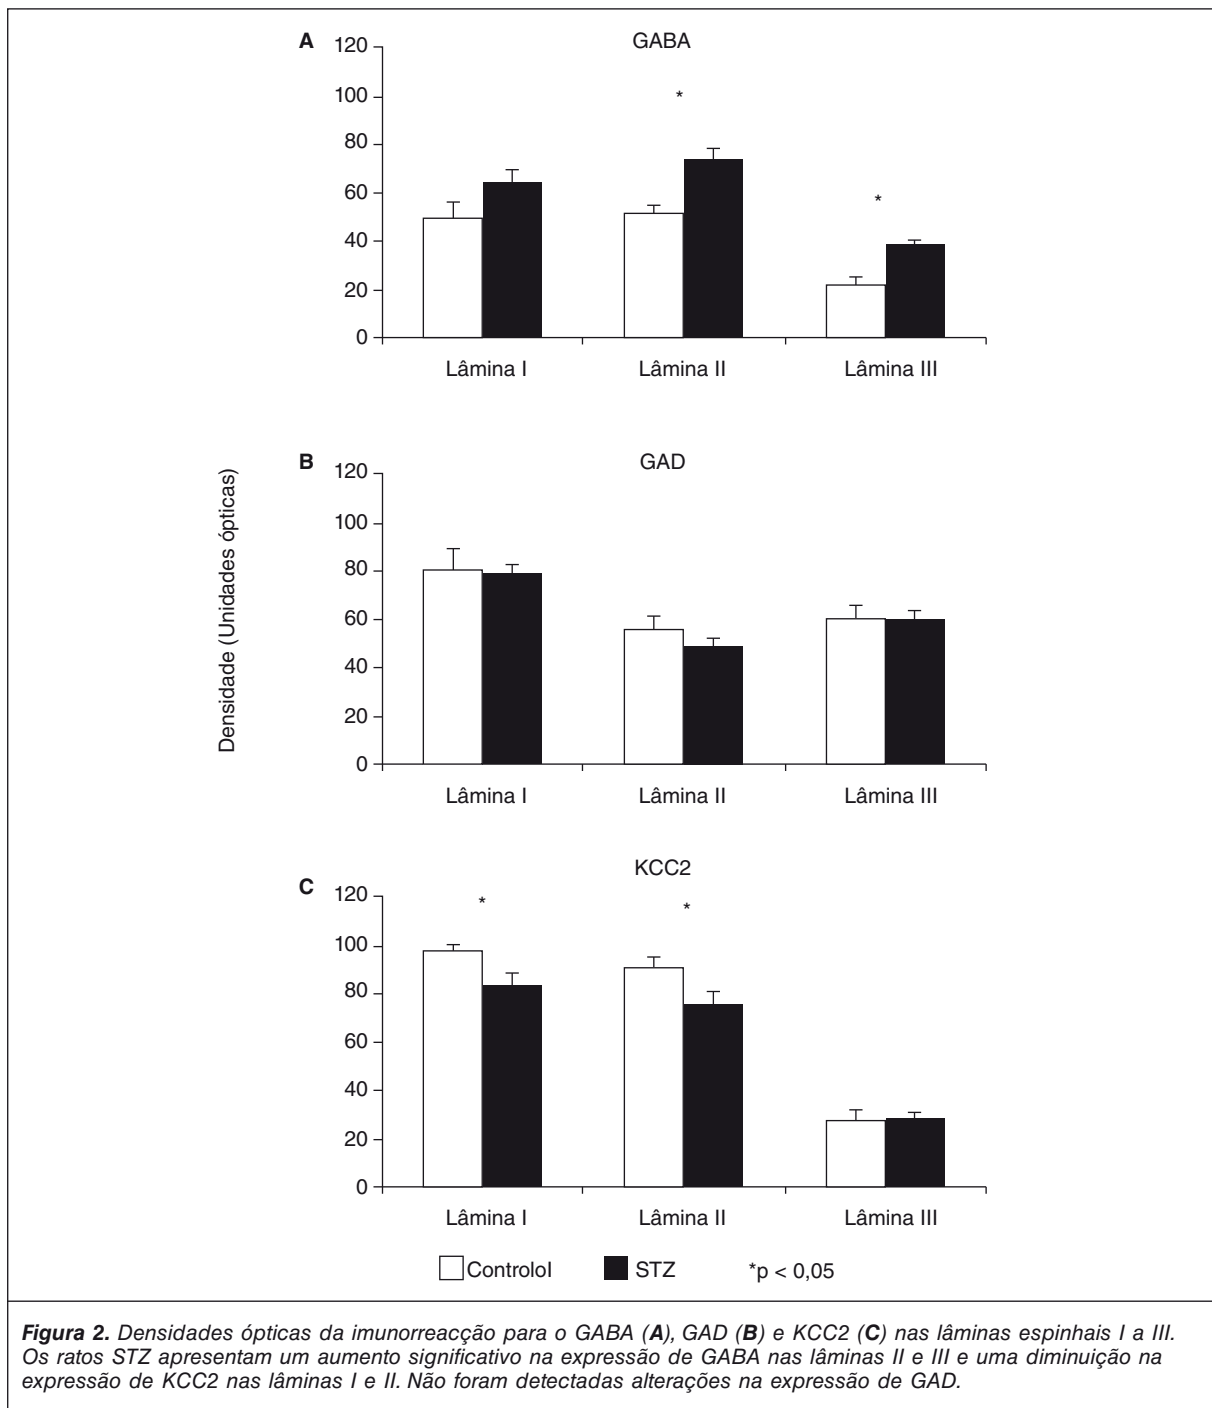 A
GABA
120
100
80
60
40
20
0
*
*
Lâmina I
Lâmina II
Lâmina III
Densidade (Unidades ópticas)
B
GAD
120
100
80
60
40
20
0
Lâmina I
Lâmina II
Lâmina III
C
KCC2
120
100
80
60
40
20
0
*
*
Lâmina I
Lâmina II
Lâmina III
Controlol STZ *p < 0,05
Figura 2. Densidades ópticas da imunorreacção para o GABA (A), GAD (B) e KCC2 (C) nas lâminas espinhais I a III.
Os ratos STZ apresentam um aumento significativo na expressão de GABA nas lâminas II e III e uma diminuição na
expressão de KCC2 nas lâminas I e II. Não foram detectadas alterações na expressão de GAD.